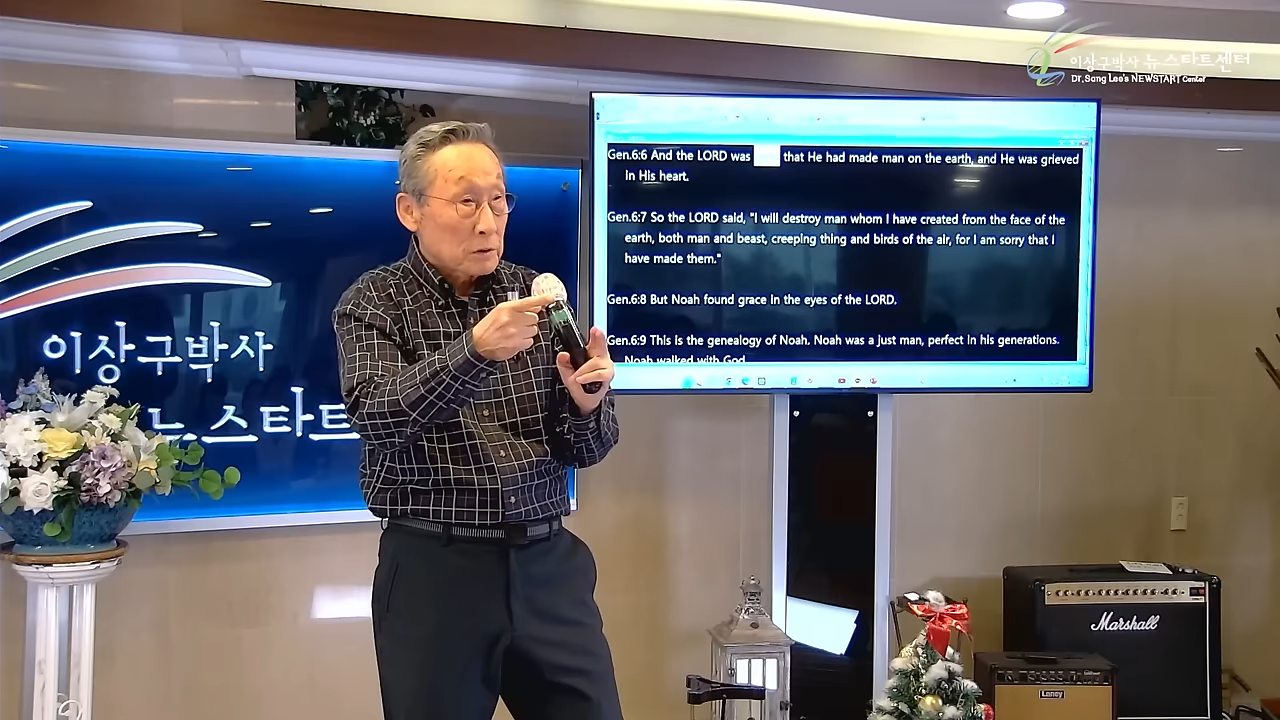 이상구박사 뉴스타트센터
Dr.Sang Lee's NEWSTART Center
Gen.6:6 And the LORD was that He had made man on the earth, and He was grieved
in His heart.
Gen.6:7 So the LORD said, "I will destroy man whom I have created from the face of the
earth, both man and beast, creeping thing and birds of the air, for I am sorry that I
have made them."
Gen.6:8 But Noah found grace in the eyes of the LORD.
Gen.6:9 This is the genealogy of Noah. Noah was a just man, perfect in his generations.
Noah walked with God
이상구박사
뉴스타트
Marshall
Laney